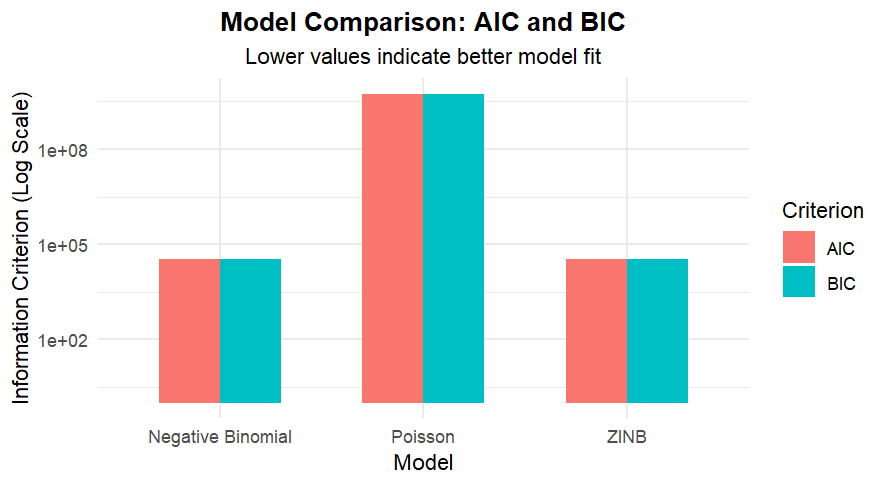 Model Comparison: AIC and BIC
Lower values indicate better model fit
Information Criterion (Log Scale)
1e+08
1e+05
1e+02
Negative Binomial
Poisson
ZINB
Model
Criterion
AIC
BIC